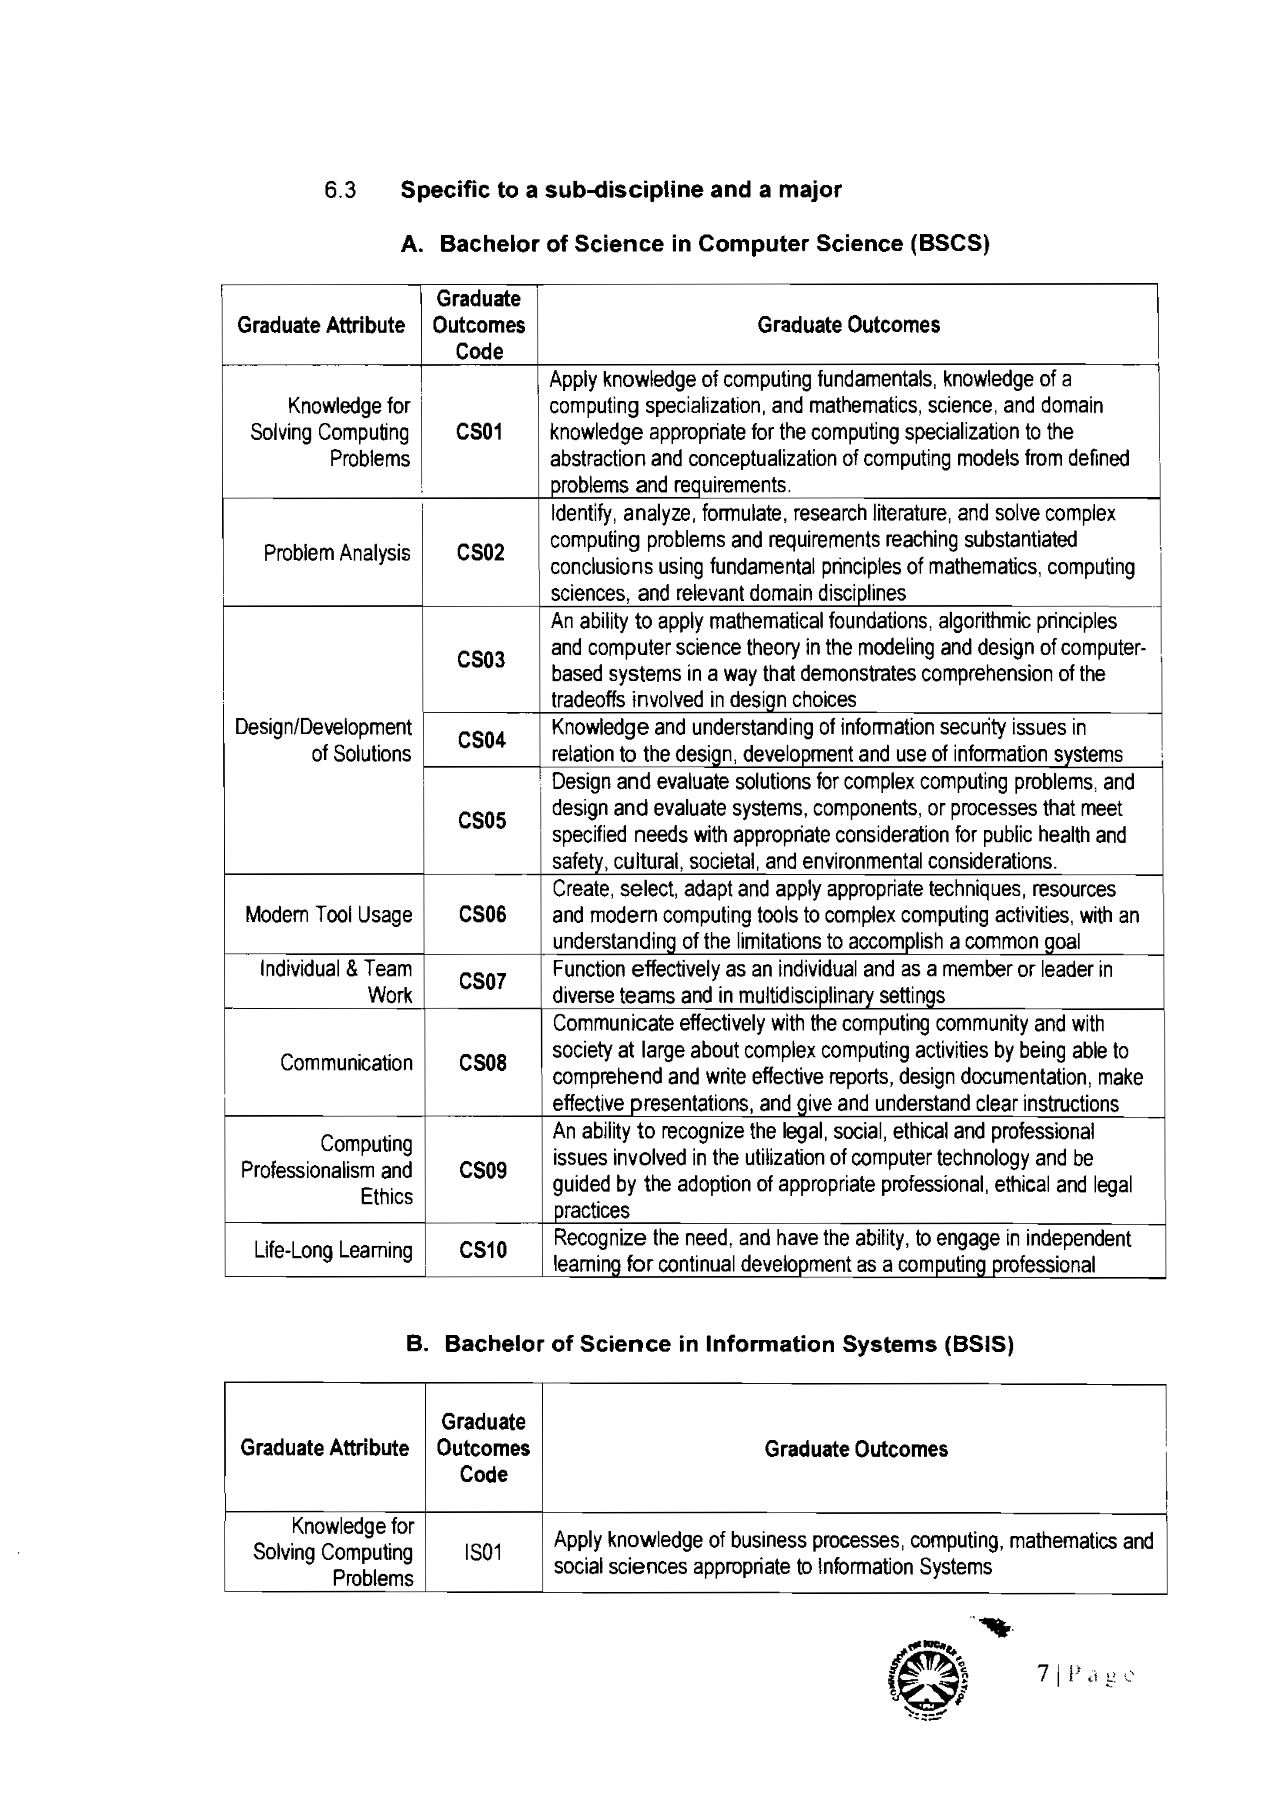 6.3 Specific to a sub-discipline and a major
A. Bachelor of Science in Computer Science (BSCS)
Graduate Attribute
Graduate
Outcomes
Code
Graduate Outcomes
Knowledge for
Solving Computing
Problems
CS01
Apply knowledge of computing fundamentals, knowledge of a
computing specialization, and mathematics, science, and domain
knowledge appropriate for the computing specialization to the
abstraction and conceptualization of computing models from defined
problems and requirements.
Problem Analysis
CS02
Identify, analyze, formulate, research literature, and solve complex
computing problems and requirements reaching substantiated
conclusions using fundamental principles of mathematics, computing
sciences, and relevant domain disciplines
Design/Development
of Solutions
CS03
An ability to apply mathematical foundations, algorithmic principles
and computer science theory in the modeling and design of computer-
based systems in a way that demonstrates comprehension of the
tradeoffs involved in design choices
CS04
Knowledge and understanding of information security issues in
relation to the design, development and use of information systems
CS05
Design and evaluate solutions for complex computing problems, and
design and evaluate systems, components, or processes that meet
specified needs with appropriate consideration for public health and
safety, cultural, societal, and environmental considerations.
Modern Tool Usage
CS06
Create, select, adapt and apply appropriate techniques, resources
and modern computing tools to complex computing activities, with an
understanding of the limitations to accomplish a common goal
Individual & Team
Work
CS07
Function effectively as an individual and as a member or leader in
diverse teams and in multidisciplinary settings
Communication
CS08
Communicate effectively with the computing community and with
society at large about complex computing activities by being able to
comprehend and write effective reports, design documentation, make
effective presentations, and give and understand clear instructions
Computing
Professionalism and
Ethics
CS09
An ability to recognize the legal, social, ethical and professional
issues involved in the utilization of computer technology and be
guided by the adoption of appropriate professional, ethical and legal
practices
Life-Long Learning
CS10
Recognize the need, and have the ability, to engage in independent
learning for continual development as a computing professional
B. Bachelor of Science in Information Systems (BSIS)
Graduate Attribute
Graduate
Outcomes
Code
Graduate Outcomes
Knowledge for
Solving Computing
Problems
IS01
Apply knowledge of business processes, computing, mathematics and
social sciences appropriate to Information Systems
COMMISSION ON HIGHER EDUCATION
7 | Page